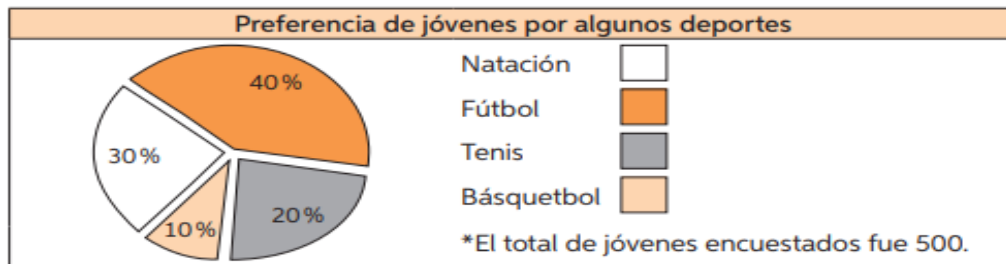 Preferencia de jóvenes por algunos deportes
40 %
30 %
10 %
20 %
Natación
Fútbol
Tenis
Básquetbol
*El total de jóvenes encuestados fue 500.